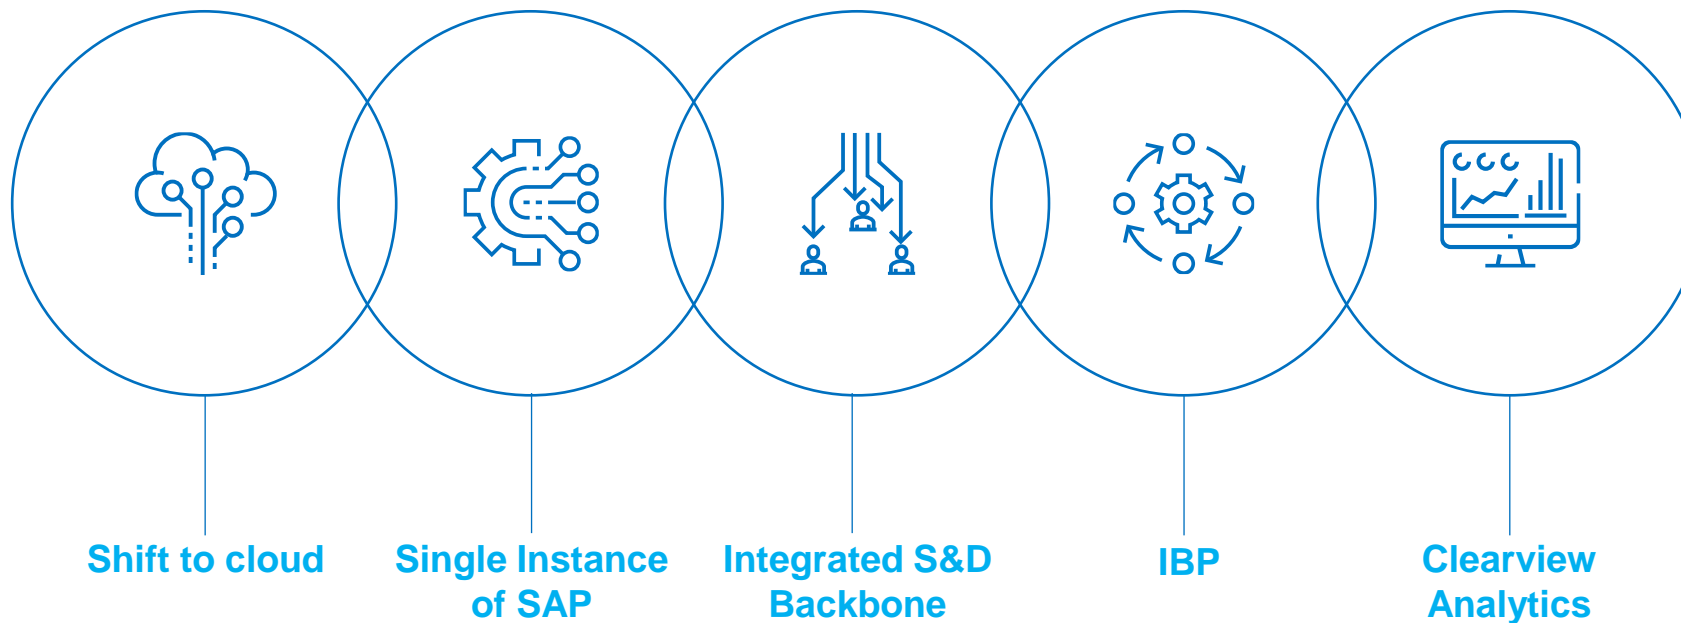 Shift to cloud
Single Instance
of SAP
Integrated S&D
Backbone
IBP
Clearview
Analytics